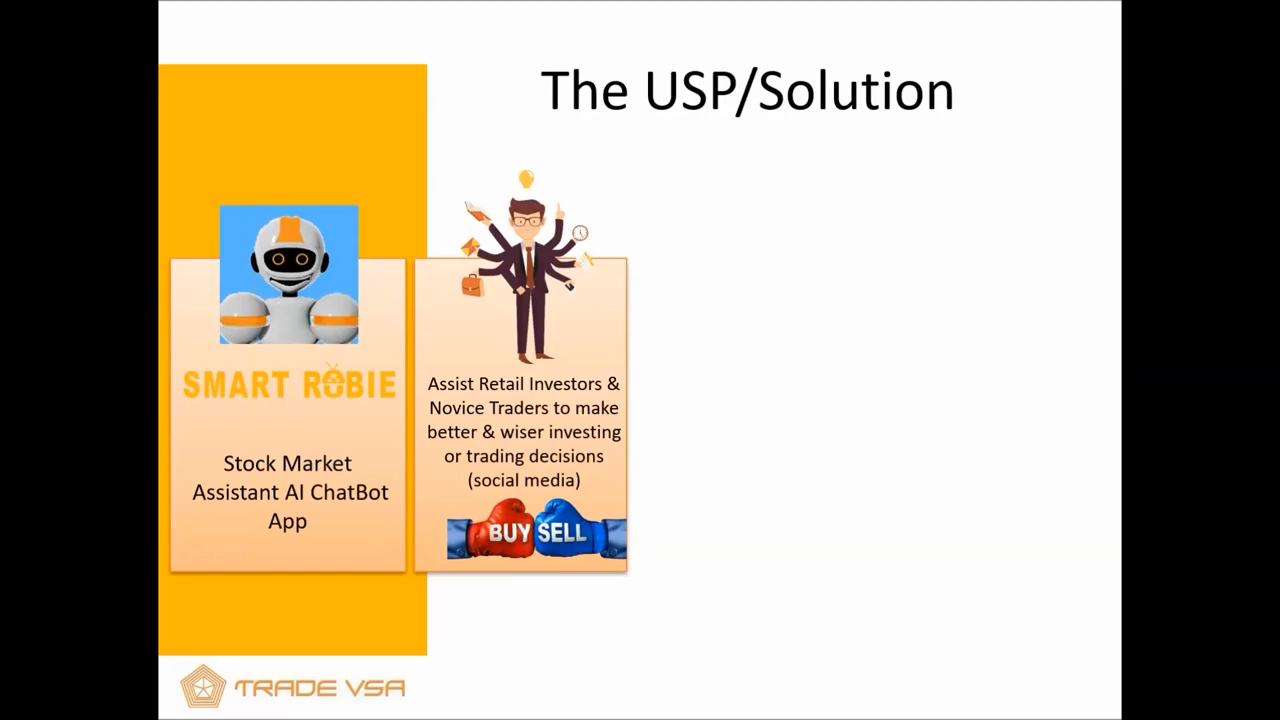 The USP/Solution
SMART ROBIE
Stock Market
Assistant AI ChatBot
App
Assist Retail Investors &
Novice Traders to make
better & wiser investing
or trading decisions
(social media)
BUY SELL
TRADE VSA